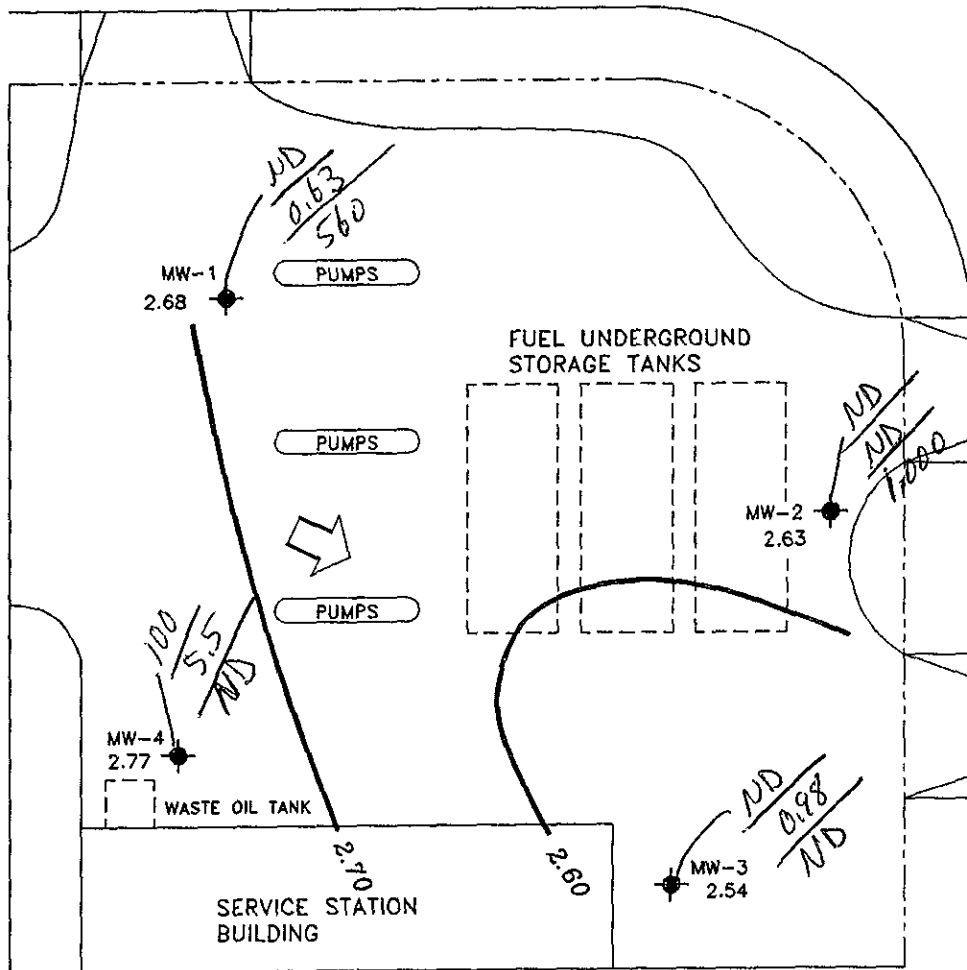 ND
0.63
560
MW-1
2.68
PUMPS
FUEL UNDERGROUND
STORAGE TANKS
PUMPS
ND
ND
1,000
MW-2
2.63
PUMPS
100
5.5
ND
MW-4
2.77
WASTE OIL TANK
ND
0.98
ND
MW-3
2.54
2.70
2.60
SERVICE STATION
BUILDING